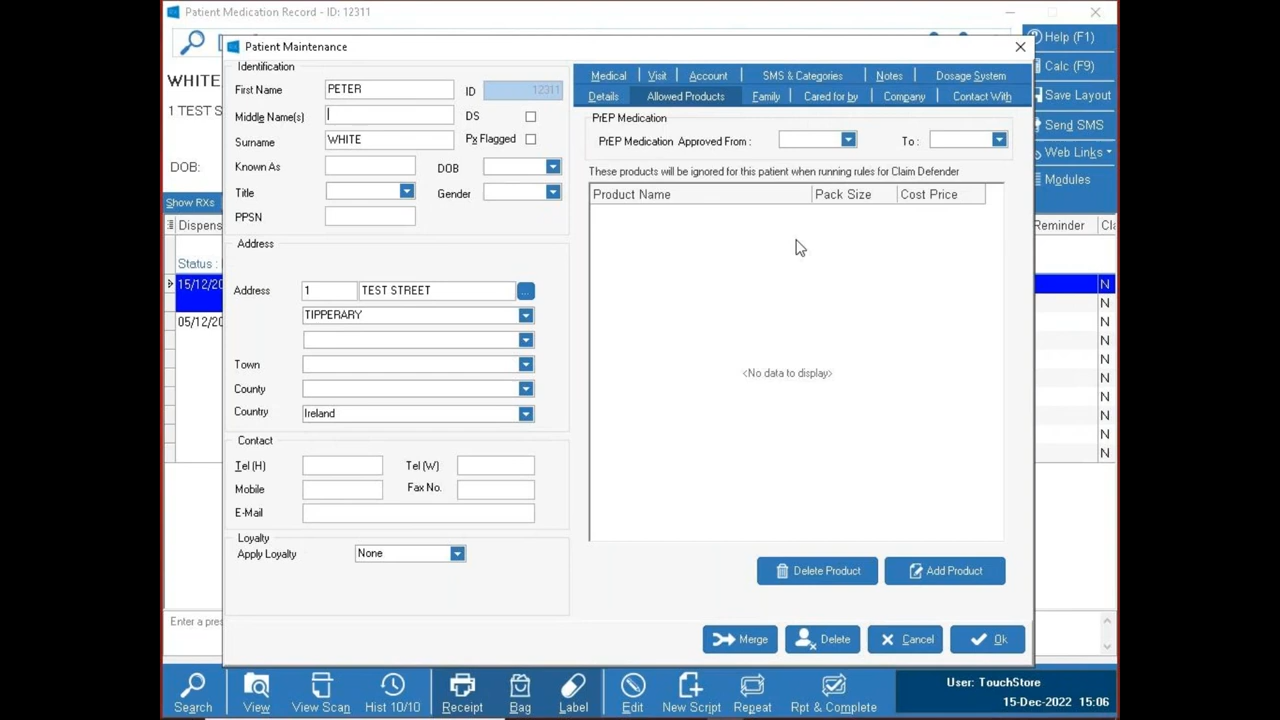 Patient Medication Record - ID: 12311
Help (F1)
Calc (F9)
Save Layout
Send SMS
Web Links
Modules
WHITE
1 TEST S
DOB:
Show RXs
Dispens
Reminder
Cla
Status :
15/12/20
N
N
05/12/20
N
N
N
N
N
N
N
N
Enter a pres
Patient Maintenance
Identification
First Name PETER ID 12311
Middle Name(s) DS
Surname WHITE Px Flagged
Known As DOB
Title Gender
PPSN
Address
Address 1 TEST STREET ...
TIPPERARY
Town
County
Country Ireland
Contact
Tel (H) Tel (W)
Mobile Fax No.
E-Mail
Loyalty
Apply Loyalty None
Medical Visit Account SMS & Categories Notes Dosage System
Details Allowed Products Family Cared for by Company Contact With
PrEP Medication
PrEP Medication Approved From : To :
These products will be ignored for this patient when running rules for Claim Defender
Product Name Pack Size Cost Price
<No data to display>
Delete Product Add Product
Merge Delete Cancel Ok
Search View View Scan Hist 10/10 Receipt Bag Label Edit New Script Repeat Rpt & Complete
User: TouchStore
15-Dec-2022 15:06